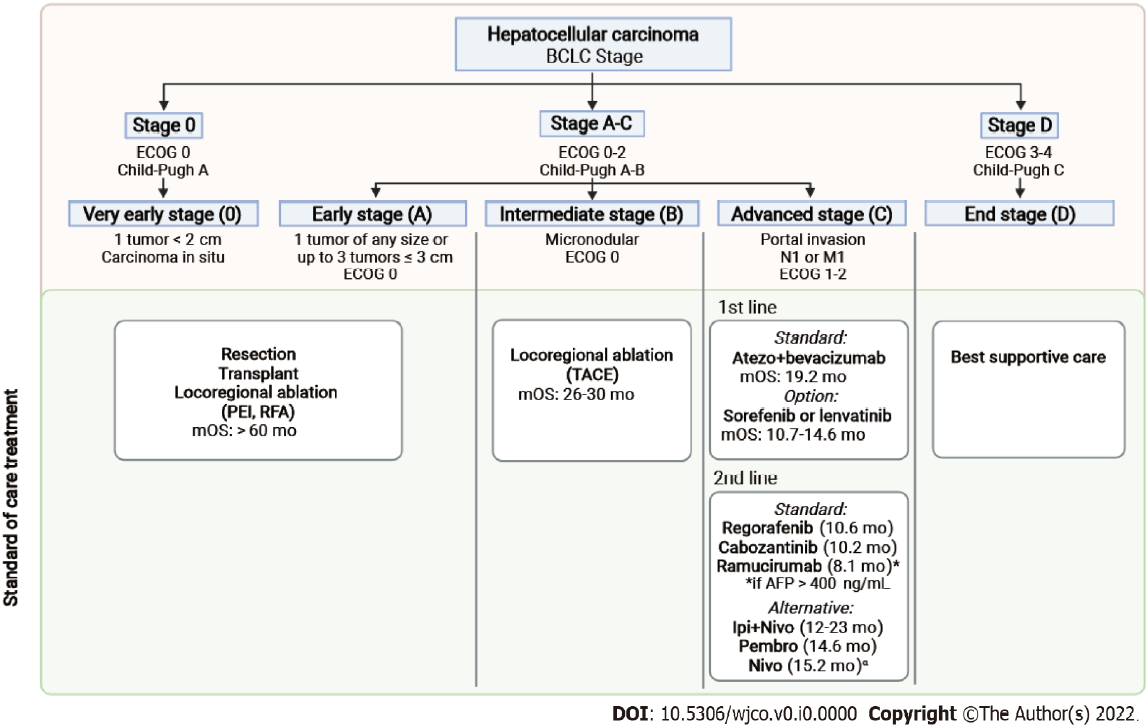 Hepatocellular carcinoma
BCLC Stage
Stage 0
ECOG 0
Child-Pugh A
Stage A-C
ECOG 0-2
Child-Pugh A-B
Stage D
ECOG 3-4
Child-Pugh C
Very early stage (0)
1 tumor < 2 cm
Carcinoma in situ
Early stage (A)
1 tumor of any size or
up to 3 tumors ≤ 3 cm
ECOG 0
Intermediate stage (B)
Micronodular
ECOG 0
Advanced stage (C)
Portal invasion
N1 or M1
ECOG 1-2
End stage (D)
Standard of care treatment
Resection
Transplant
Locoregional ablation
(PEI, RFA)
mOS: > 60 mo
Locoregional ablation
(TACE)
mOS: 26-30 mo
1st line
Standard:
Atezo+bevacizumab
mOS: 19.2 mo
Option:
Sorefenib or lenvatinib
mOS: 10.7-14.6 mo
2nd line
Standard:
Regorafenib (10.6 mo)
Cabozantinib (10.2 mo)
Ramucirumab (8.1 mo)*
*if AFP > 400 ng/mL
Alternative:
Ipi+Nivo (12-23 mo)
Pembro (14.6 mo)
Nivo (15.2 mo)ᵅ
Best supportive care
DOI: 10.5306/wjco.v0.i0.0000 Copyright ©The Author(s) 2022.